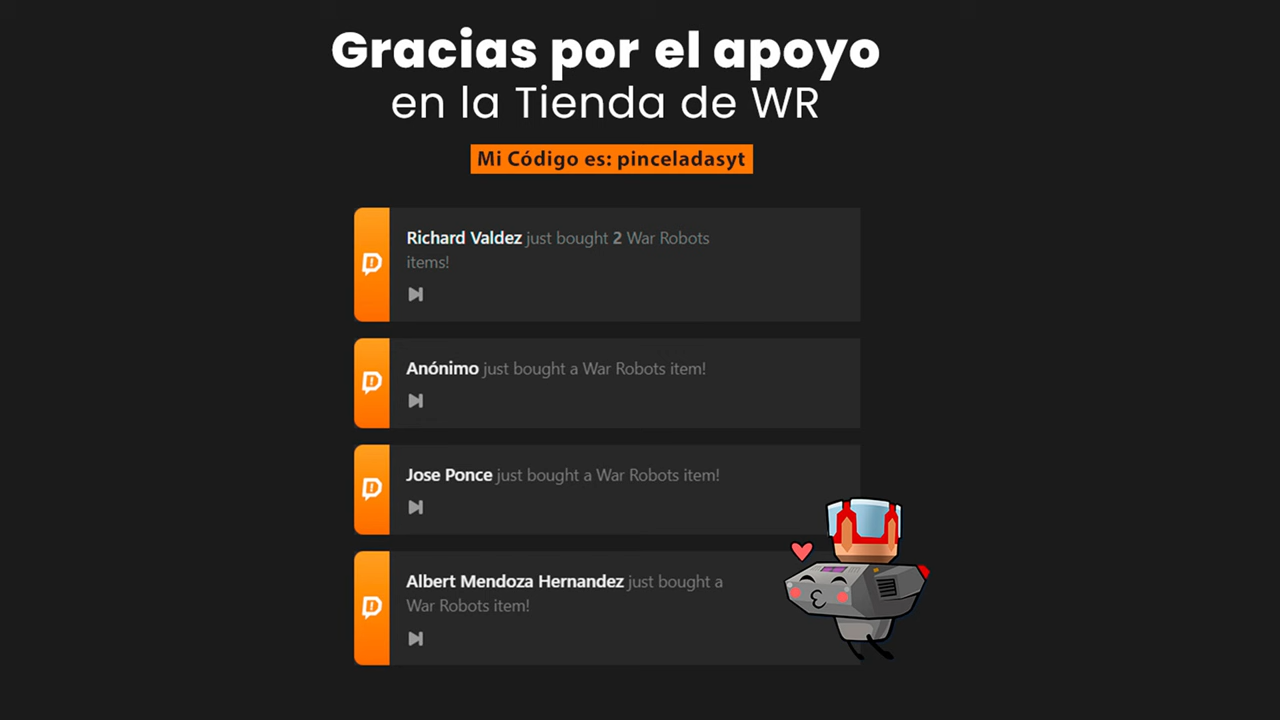 Gracias por el apoyo
en la Tienda de WR
Mi Código es: pinceladasyt
Richard Valdez just bought 2 War Robots
items!
Anónimo just bought a War Robots item!
Jose Ponce just bought a War Robots item!
Albert Mendoza Hernandez just bought a
War Robots item!